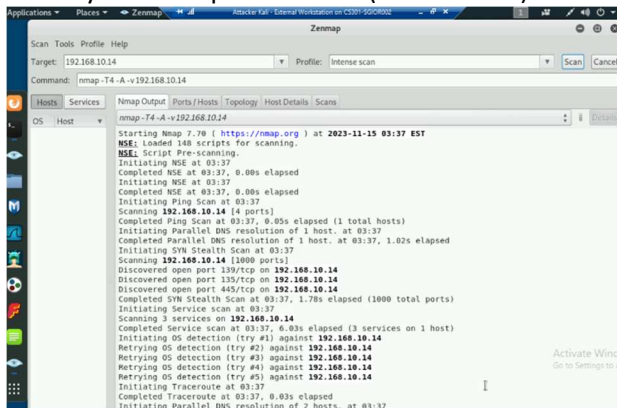 Applications Places Zenmap Attacker Kali - External Workstation on CS301-SGIOR002 1
Zenmap
Scan Tools Profile Help
Target: 192.168.10.14 Profile: Intense scan Scan Cancel
Command: nmap -T4 -A -v 192.168.10.14
Hosts Services Nmap Output Ports / Hosts Topology Host Details Scans
OS Host nmap -T4 -A -v 192.168.10.14 Details
Starting Nmap 7.70 ( https://nmap.org ) at 2023-11-15 03:37 EST
NSE: Loaded 148 scripts for scanning.
NSE: Script Pre-scanning.
Initiating NSE at 03:37
Completed NSE at 03:37, 0.00s elapsed
Initiating NSE at 03:37
Completed NSE at 03:37, 0.00s elapsed
Initiating Ping Scan at 03:37
Scanning 192.168.10.14 [4 ports]
Completed Ping Scan at 03:37, 0.05s elapsed (1 total hosts)
Initiating Parallel DNS resolution of 1 host. at 03:37
Completed Parallel DNS resolution of 1 host. at 03:37, 1.02s elapsed
Initiating SYN Stealth Scan at 03:37
Scanning 192.168.10.14 [1000 ports]
Discovered open port 139/tcp on 192.168.10.14
Discovered open port 135/tcp on 192.168.10.14
Discovered open port 445/tcp on 192.168.10.14
Completed SYN Stealth Scan at 03:37, 1.78s elapsed (1000 total ports)
Initiating Service scan at 03:37
Scanning 3 services on 192.168.10.14
Completed Service scan at 03:37, 6.03s elapsed (3 services on 1 host)
Initiating OS detection (try #1) against 192.168.10.14
Retrying OS detection (try #2) against 192.168.10.14
Retrying OS detection (try #3) against 192.168.10.14
Retrying OS detection (try #4) against 192.168.10.14
Retrying OS detection (try #5) against 192.168.10.14
Initiating Traceroute at 03:37
Completed Traceroute at 03:37, 0.03s elapsed
Initiating Parallel DNS resolution of 2 hosts. at 03:37
Activate Wind
Go to Settings to